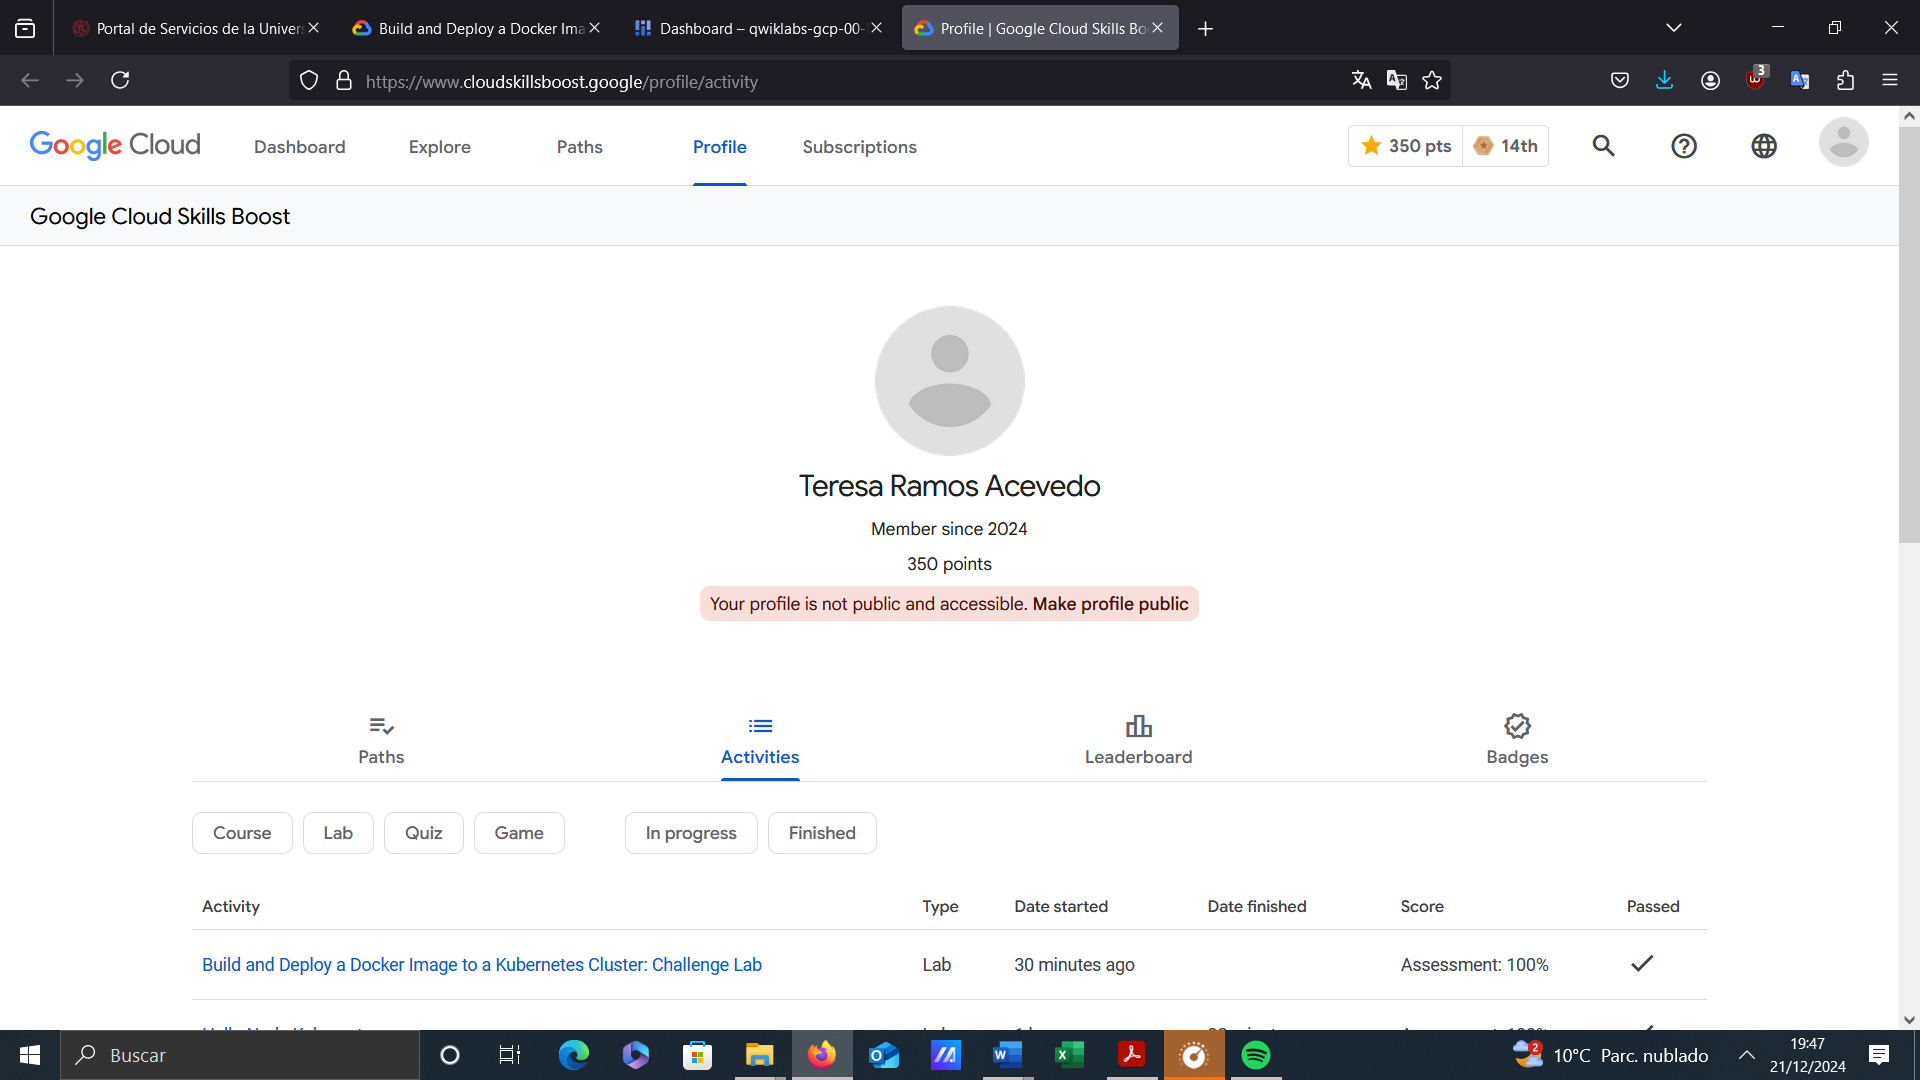 Portal de Servicios de la Univers
Build and Deploy a Docker Ima
Dashboard – qwiklabs-gcp-00-
Profile | Google Cloud Skills Bo
https://www.cloudskillsboost.google/profile/activity
3
Google Cloud
Dashboard
Explore
Paths
Profile
Subscriptions
350 pts
14th
Google Cloud Skills Boost
Teresa Ramos Acevedo
Member since 2024
350 points
Your profile is not public and accessible. Make profile public
Paths
Activities
Leaderboard
Badges
Course
Lab
Quiz
Game
In progress
Finished
Activity Type Date started Date finished Score Passed
Build and Deploy a Docker Image to a Kubernetes Cluster: Challenge Lab Lab 30 minutes ago Assessment: 100%
Buscar
2
10°C Parc. nublado
19:47
21/12/2024